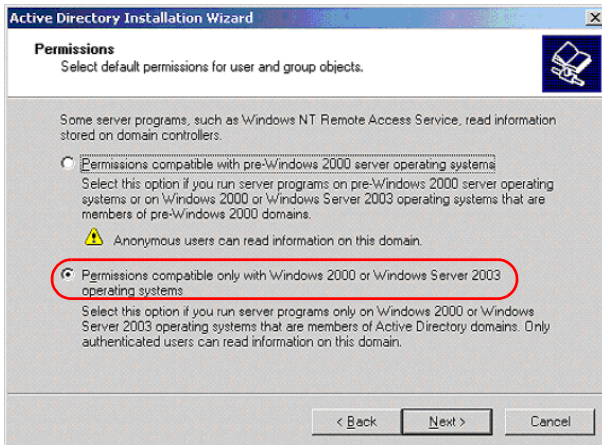 Active Directory Installation Wizard
Permissions
Select default permissions for user and group objects.
Some server programs, such as Windows NT Remote Access Service, read information
stored on domain controllers.
Permissions compatible with pre-Windows 2000 server operating systems
Select this option if you run server programs on pre-Windows 2000 server operating
systems or on Windows 2000 or Windows Server 2003 operating systems that are
members of pre-Windows 2000 domains.
Anonymous users can read information on this domain.
Permissions compatible only with Windows 2000 or Windows Server 2003
operating systems
Select this option if you run server programs only on Windows 2000 or Windows
Server 2003 operating systems that are members of Active Directory domains. Only
authenticated users can read information on this domain.
< Back Next > Cancel